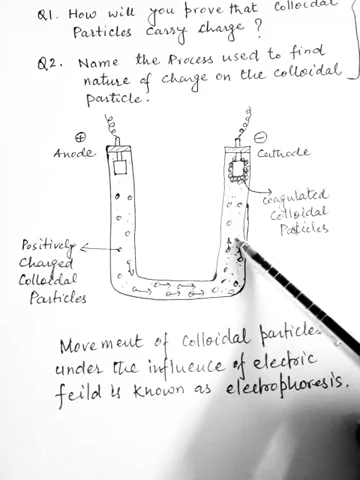 Q1. How will you prove that colloidal
Particles carry charge ?
Q2. Name the Process used to find
nature of charge on the colloidal
particle.
+
−
Anode
Cathode
Coagulated
Colloidal
Particles
Positively
Charged
Colloidal
Particles
Movement of colloidal particles
under the influence of electric
feild is known as electrophoresis.